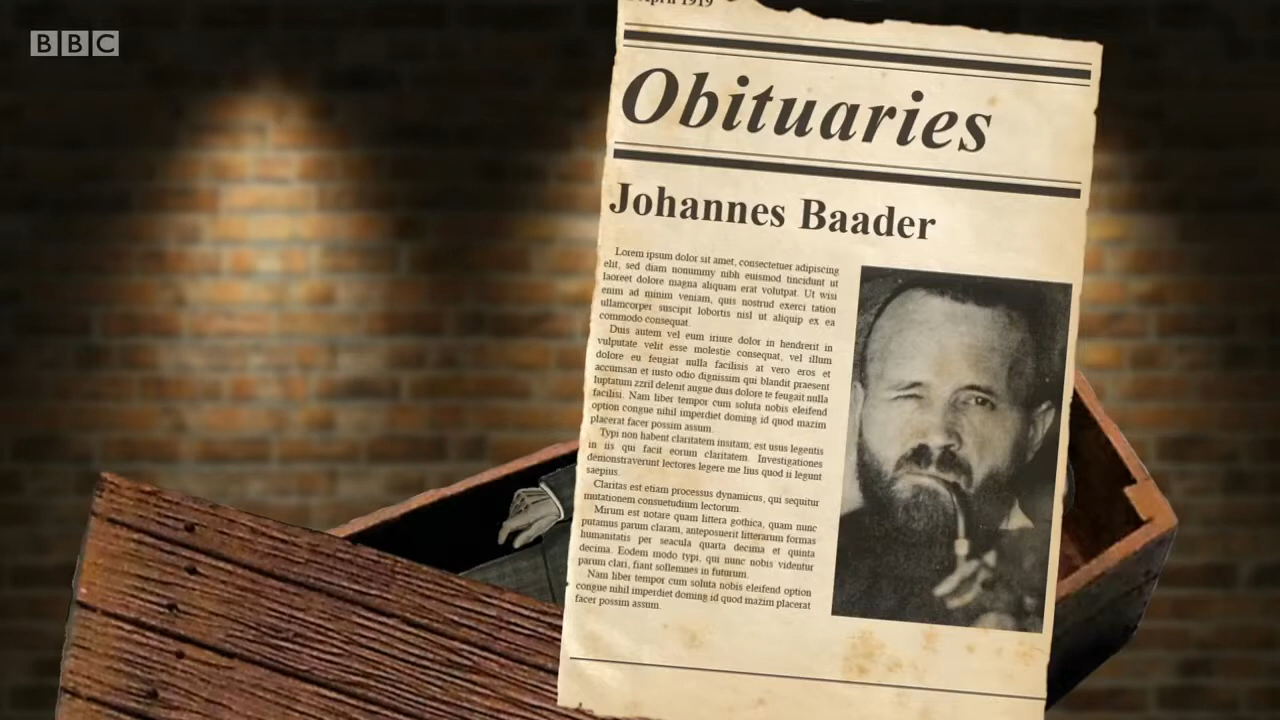 BBC
April 1919
Obituaries
Johannes Baader
Lorem ipsum dolor sit amet, consectetuer adipiscing
elit, sed diam nonummy nibh euismod tincidunt ut
laoreet dolore magna aliquam erat volutpat. Ut wisi
enim ad minim veniam, quis nostrud exerci tation
ullamcorper suscipit lobortis nisl ut aliquip ex ea
commodo consequat.
Duis autem vel eum iriure dolor in hendrerit in
vulputate velit esse molestie consequat, vel illum
dolore eu feugiat nulla facilisis at vero eros et
accumsan et iusto odio dignissim qui blandit praesent
luptatum zzril delenit augue duis dolore te feugait nulla
facilisi. Nam liber tempor cum soluta nobis eleifend
option congue nihil imperdiet doming id quod mazim
placerat facer possim assum.
Typi non habent claritatem insitam; est usus legentis
in iis qui facit eorum claritatem. Investigationes
demonstraverunt lectores legere me lius quod ii legunt
saepius.
Claritas est etiam processus dynamicus, qui sequitur
mutationem consuetudium lectorum.
Mirum est notare quam littera gothica, quam nunc
putamus parum claram, anteposuerit litterarum formas
humanitatis per seacula quarta decima et quinta
decima. Eodem modo typi, qui nunc nobis videntur
parum clari, fiant sollemnes in futurum.
Nam liber tempor cum soluta nobis eleifend option
congue nihil imperdiet doming id quod mazim placerat
facer possim assum.